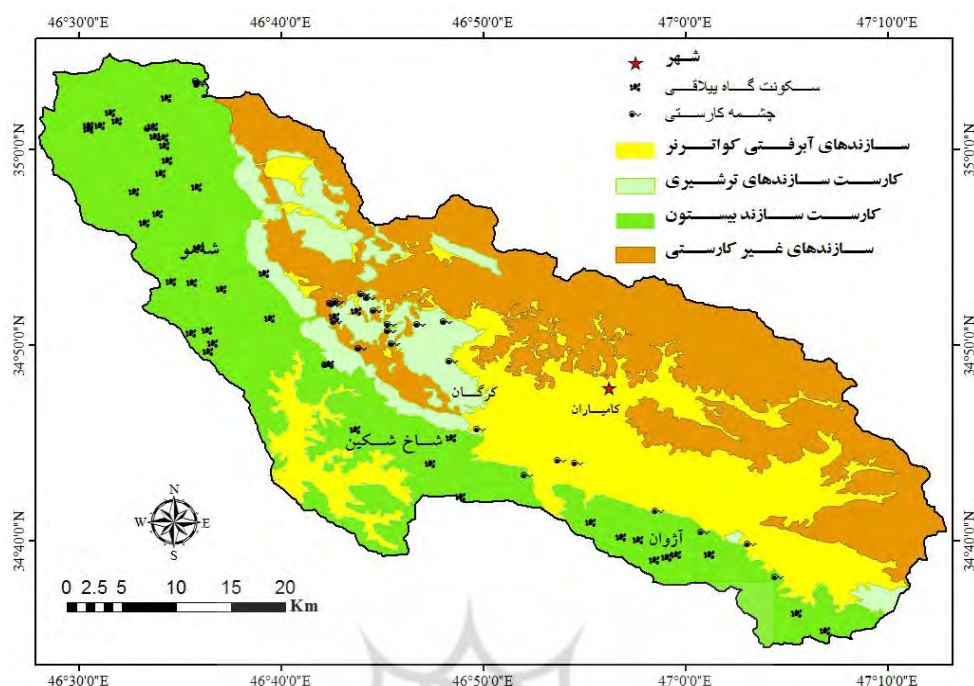 46°30'0"E 46°40'0"E 46°50'0"E 47°0'0"E 47°10'0"E
شهر
سکونت گاه ییلاقی
چشمه کارستی
سازندهای آبرفتی کواترنر
کارست سازندهای ترشیری
کارست سازند بیستون
سازندهای غیر کارستی
35°0'0"N 35°0'0"N
شاهو
34°50'0"N 34°50'0"N
کرگان
کامیاران
شاخ شکین
آژوان
34°40'0"N 34°40'0"N
N
W E
S
0 2.5 5 10 15 20
Km
46°30'0"E 46°40'0"E 46°50'0"E 47°0'0"E 47°10'0"E